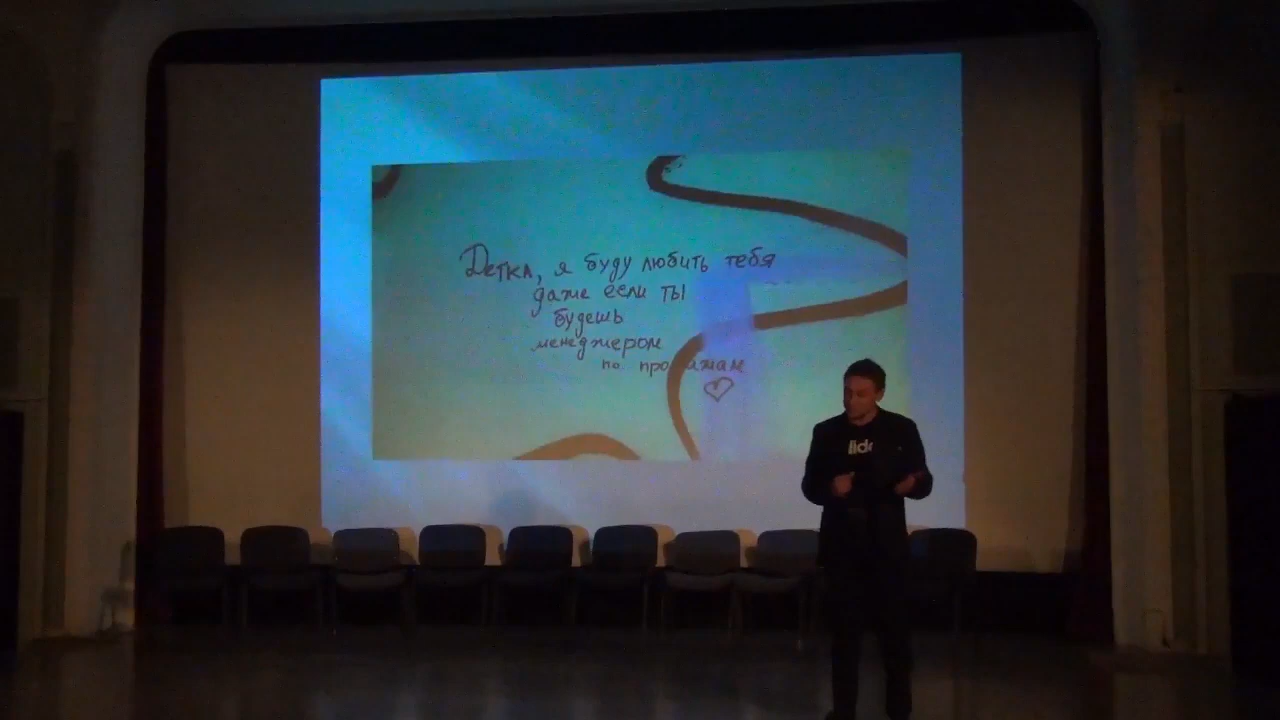 Детка, я буду любить тебя
даже если ты
будешь
менеджером
по